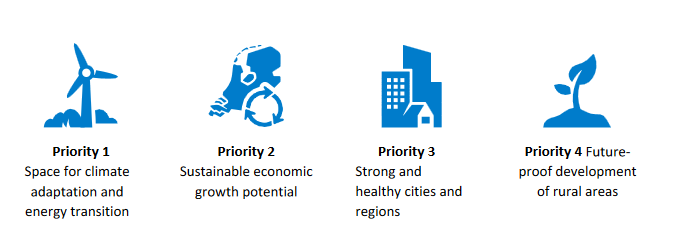 Priority 1
Space for climate
adaptation and
energy transition
Priority 2
Sustainable economic
growth potential
Priority 3
Strong and
healthy cities and
regions
Priority 4 Future-
proof development
of rural areas